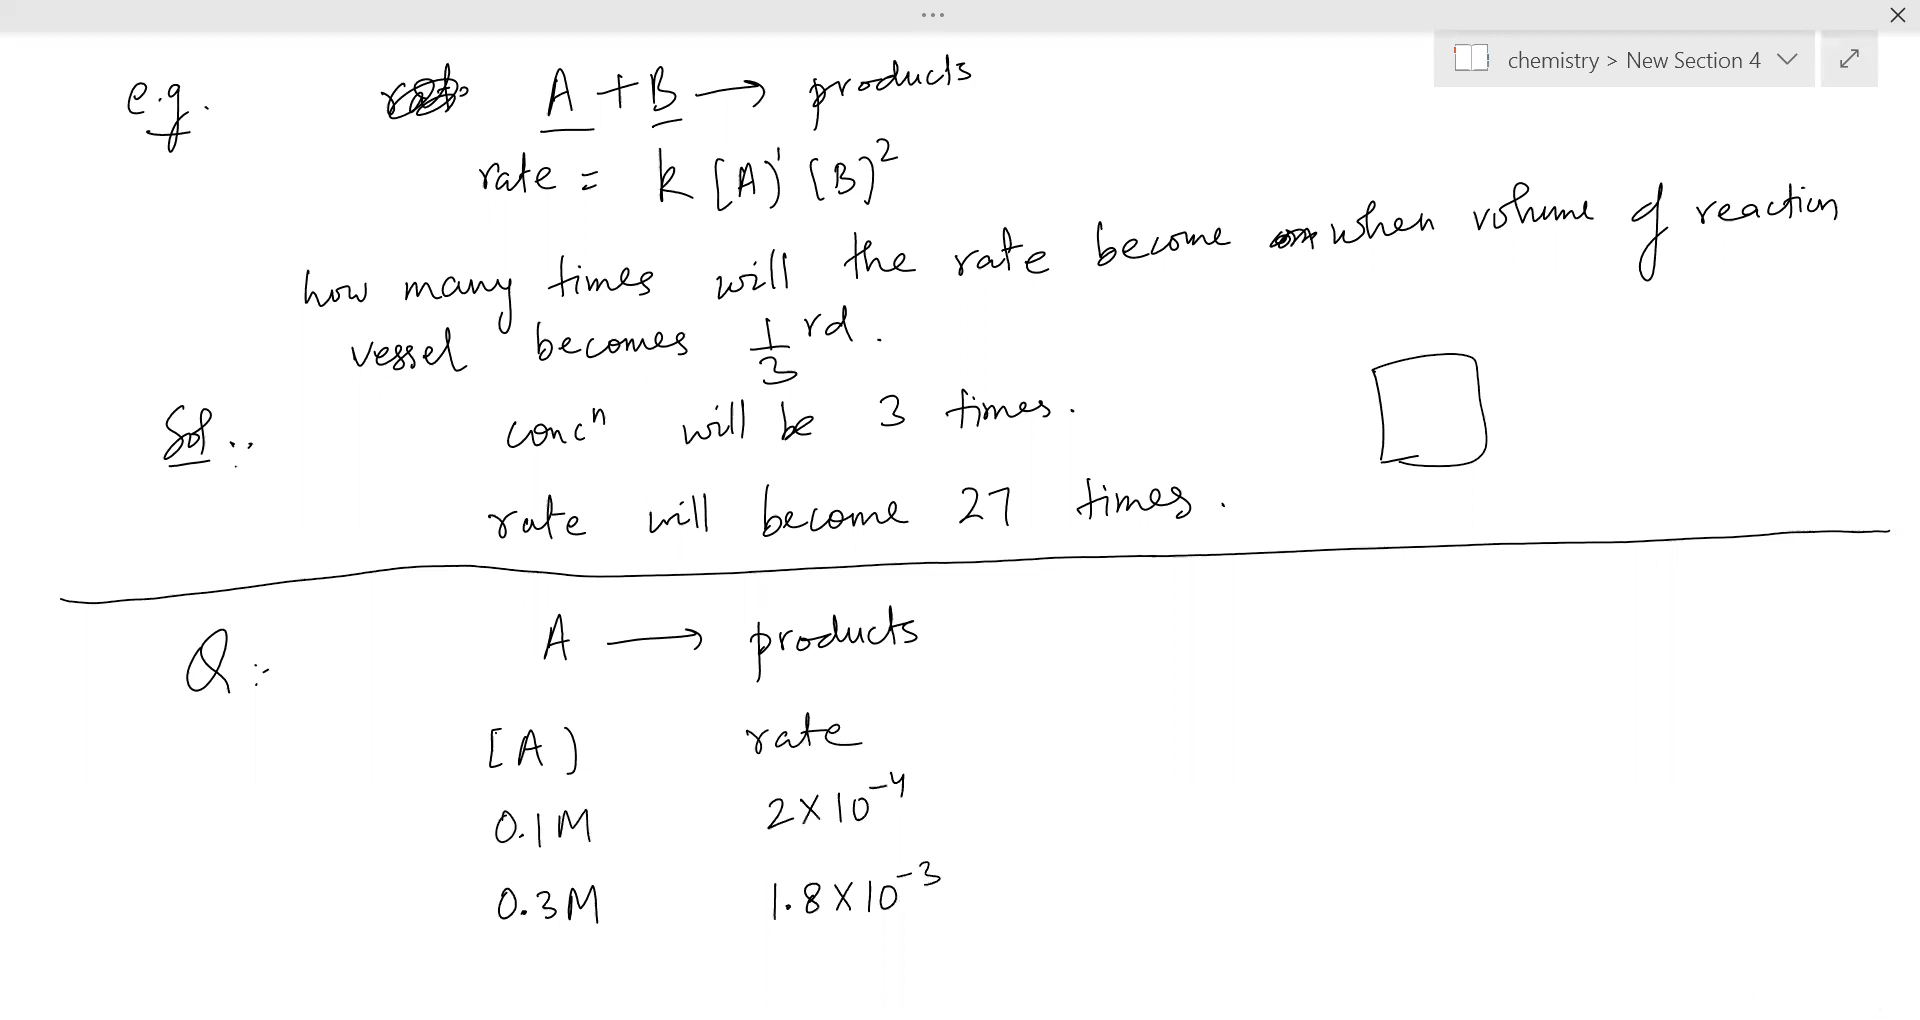 chemistry > New Section 4
e.g. A + B → products
rate = k [A]¹ [B]²
how many times will the rate become when volume of reaction
vessel becomes 1/3 rd.
Sol:. concⁿ will be 3 times.
rate will become 27 times.
Q:- A → products
[A] rate
0.1M 2×10⁻⁴
0.3M 1.8×10⁻³